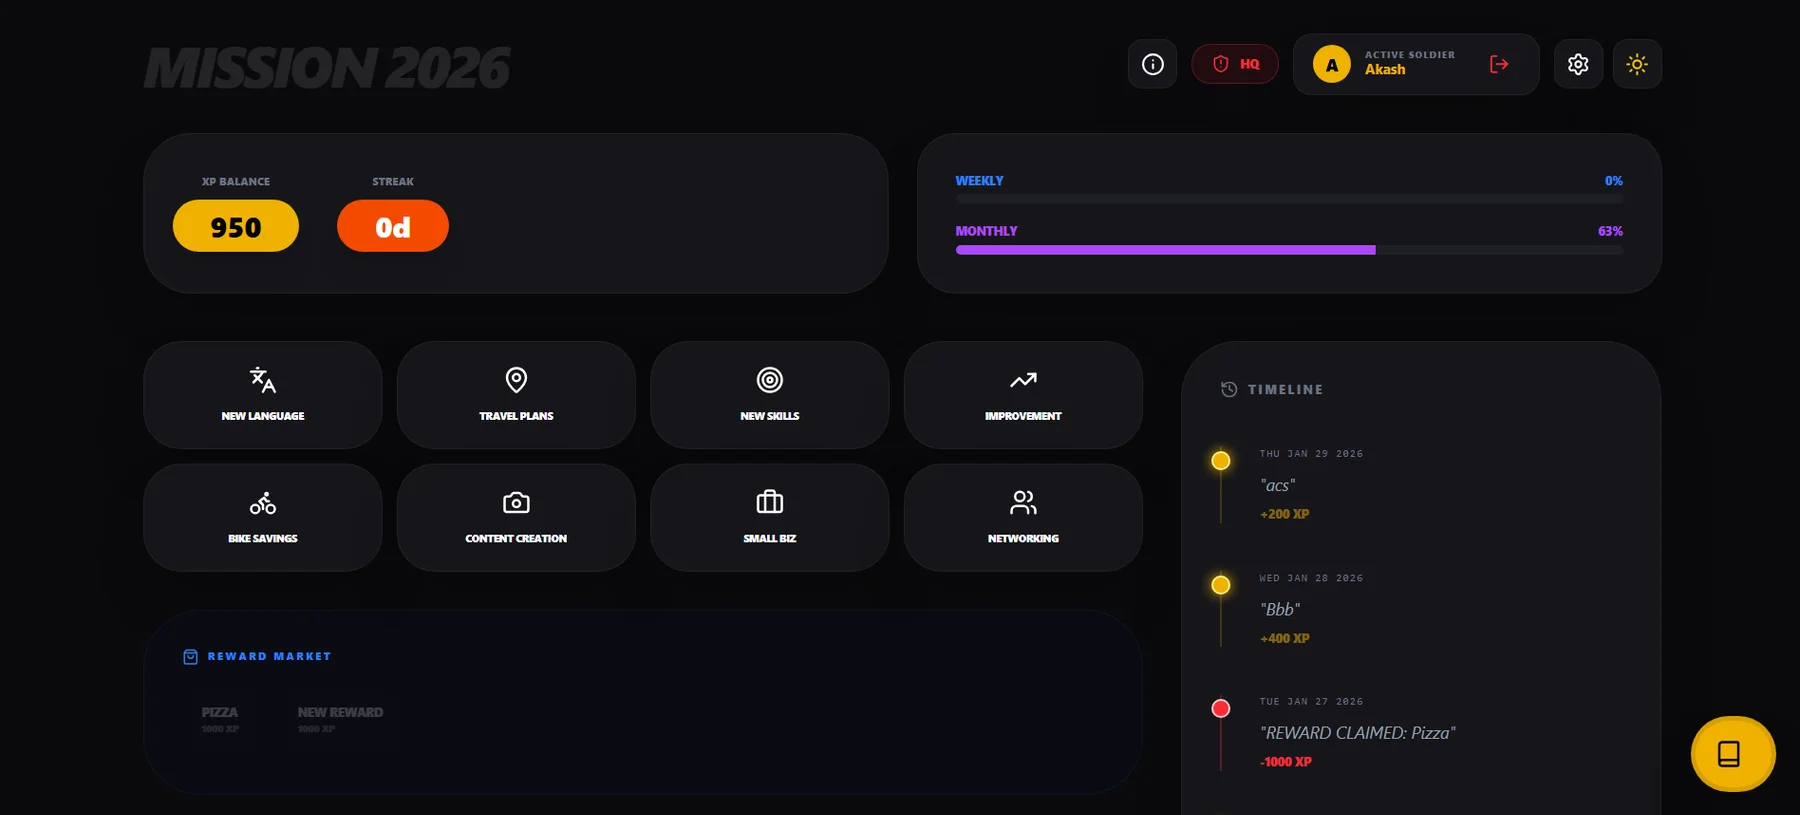 MISSION 2026
HQ
A
ACTIVE SOLDIER
Akash
XP BALANCE
950
STREAK
0d
WEEKLY
0%
MONTHLY
63%
NEW LANGUAGE
TRAVEL PLANS
NEW SKILLS
IMPROVEMENT
BIKE SAVINGS
CONTENT CREATION
SMALL BIZ
NETWORKING
REWARD MARKET
PIZZA
1000 XP
NEW REWARD
1000 XP
TIMELINE
THU JAN 29 2026
"acs"
+200 XP
WED JAN 28 2026
"Bbb"
+400 XP
TUE JAN 27 2026
"REWARD CLAIMED: Pizza"
-1000 XP